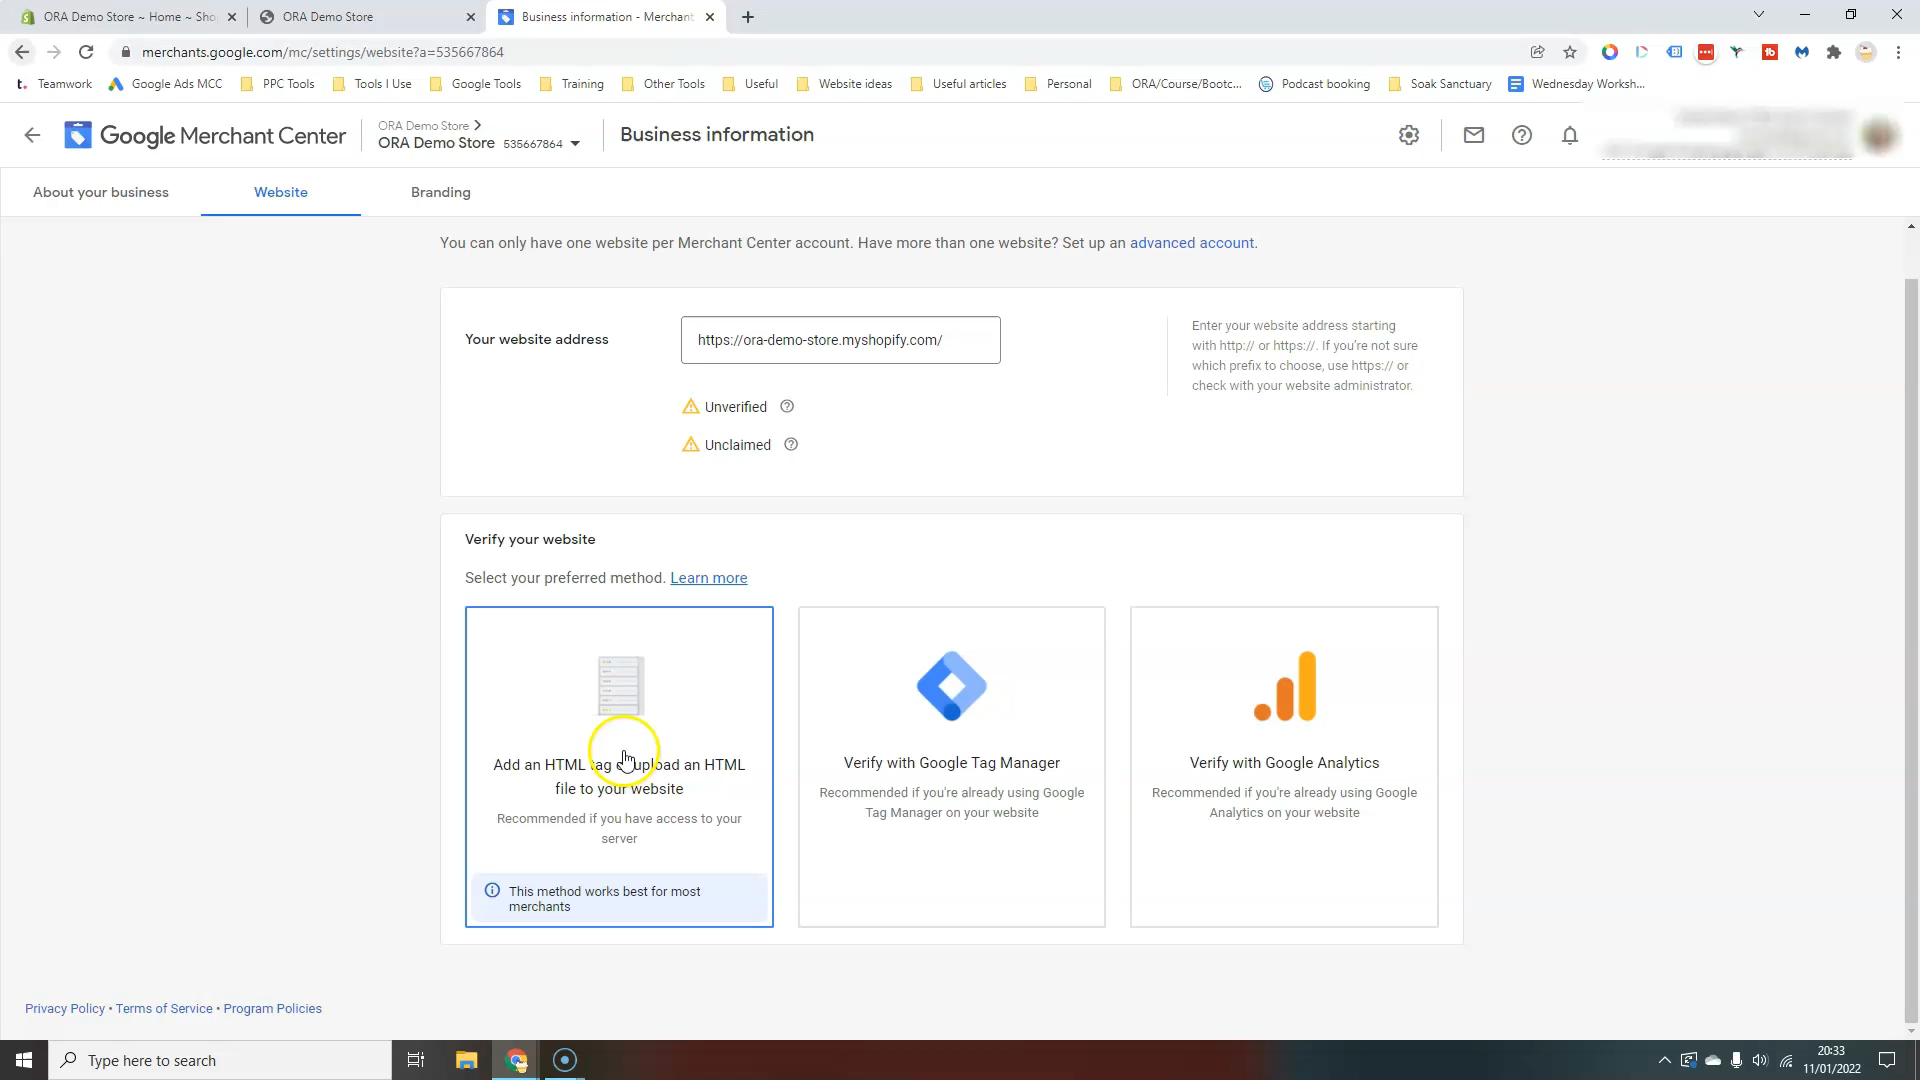 ORA Demo Store ~ Home ~ Sho
ORA Demo Store
Business information - Merchant
merchants.google.com/mc/settings/website?a=535667864
t. Teamwork
Google Ads MCC
PPC Tools
Tools I Use
Google Tools
Training
Other Tools
Useful
Website ideas
Useful articles
Personal
ORA/Course/Bootc...
Podcast booking
Soak Sanctuary
Wednesday Worksh...
Google Merchant Center
ORA Demo Store
ORA Demo Store 535667864
Business information
About your business
Website
Branding
You can only have one website per Merchant Center account. Have more than one website? Set up an advanced account.
Your website address
https://ora-demo-store.myshopify.com/
Enter your website address starting
with http:// or https://. If you're not sure
which prefix to choose, use https:// or
check with your website administrator.
Unverified
Unclaimed
Verify your website
Select your preferred method. Learn more
Add an HTML tag or upload an HTML
file to your website
Recommended if you have access to your
server
This method works best for most
merchants
Verify with Google Tag Manager
Recommended if you're already using Google
Tag Manager on your website
Verify with Google Analytics
Recommended if you're already using Google
Analytics on your website
Privacy Policy • Terms of Service • Program Policies
Type here to search
20:33
11/01/2022